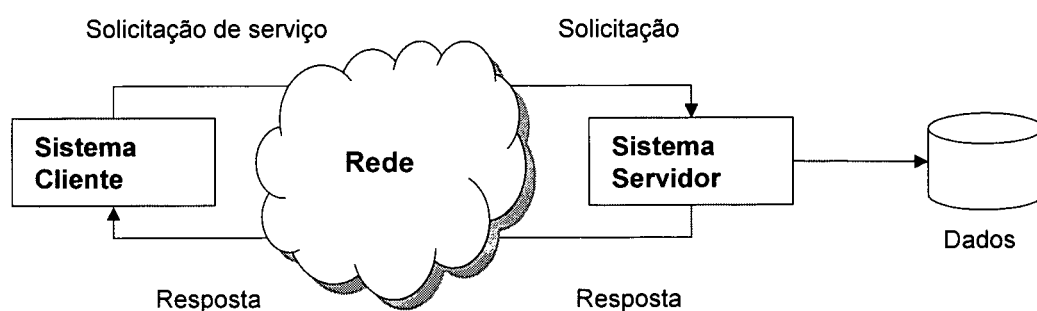 Solicitação de serviço
Solicitação
Sistema
Cliente
Rede
Sistema
Servidor
Dados
Resposta
Resposta